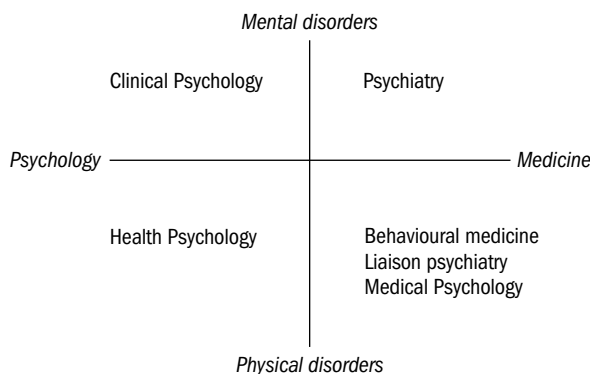 Mental disorders
Clinical Psychology
Psychiatry
Psychology
Medicine
Health Psychology
Behavioural medicine
Liaison psychiatry
Medical Psychology
Physical disorders